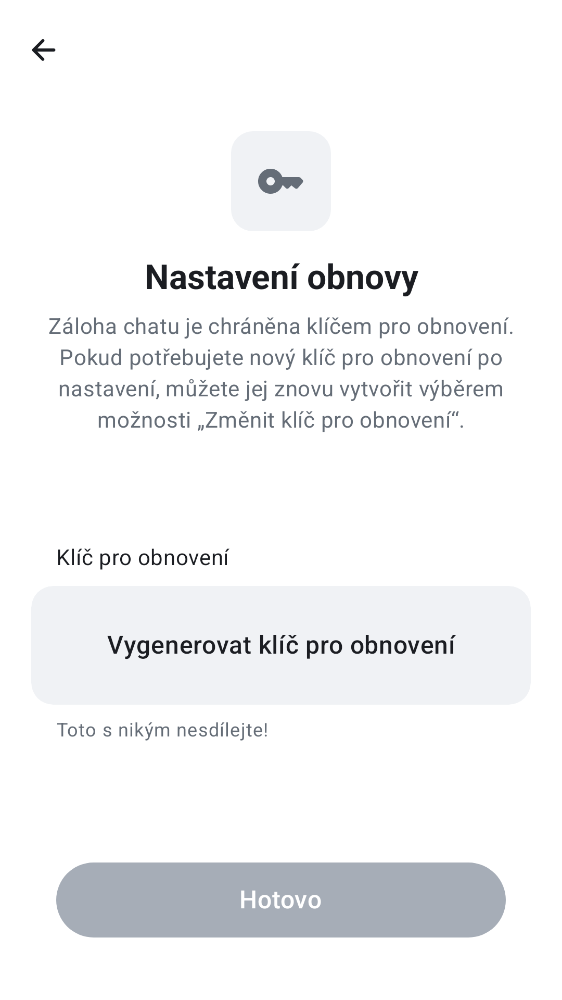 Nastavení obnovy
Záloha chatu je chráněna klíčem pro obnovení.
Pokud potřebujete nový klíč pro obnovení po
nastavení, můžete jej znovu vytvořit výběrem
možnosti „Změnit klíč pro obnovení“.
Klíč pro obnovení
Vygenerovat klíč pro obnovení
Toto s nikým nesdílejte!
Hotovo